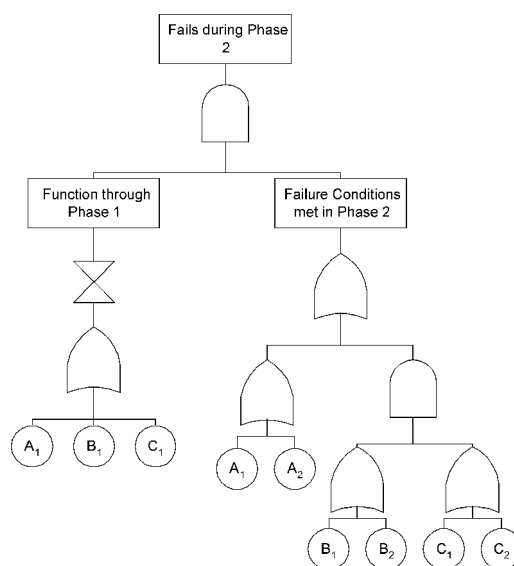 Fails during Phase
2
Function through
Phase 1
Failure Conditions
met in Phase 2
A₁ B₁ C₁
A₁ A₂
B₁ B₂ C₁ C₂